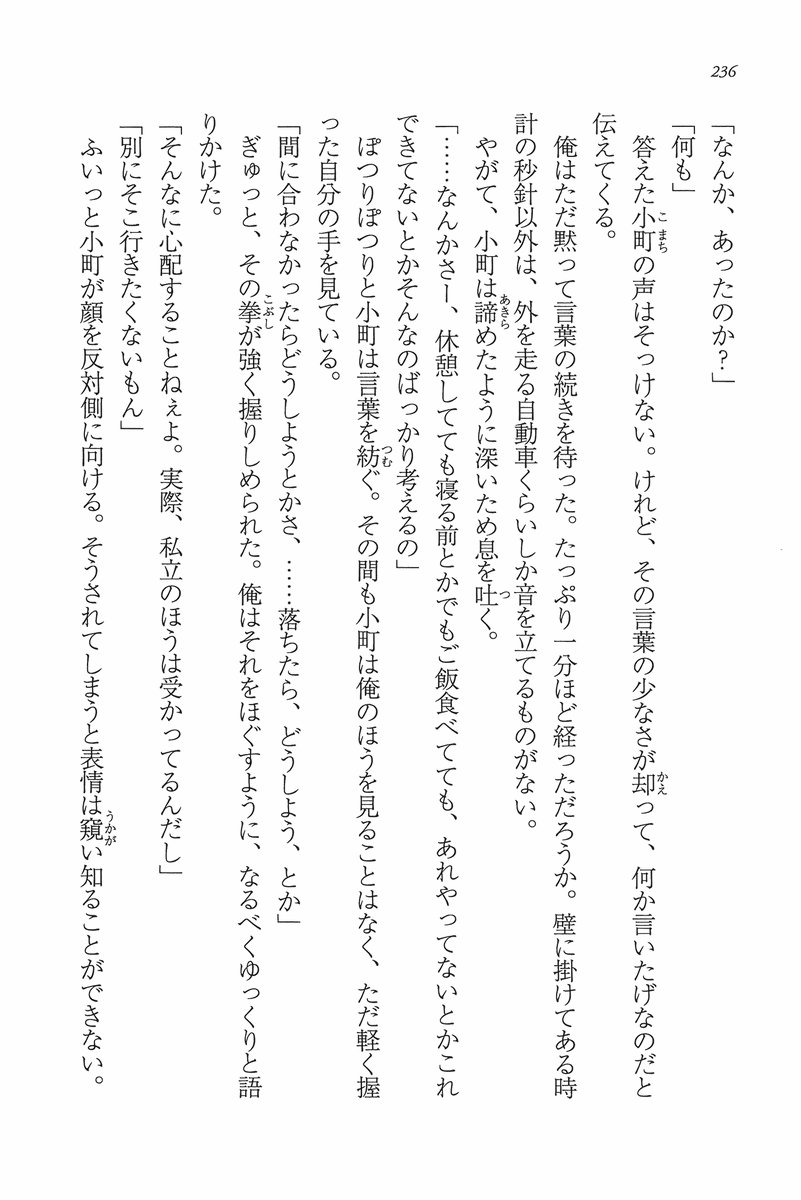 236
「なんか、あったのか？」
「何も」
　答えた小町の声はそっけない。けれど、その言葉の少なさが却って、何か言いたげなのだと
伝えてくる。
　俺はただ黙って言葉の続きを待った。たっぷり一分ほど経っただろうか。壁に掛けてある時
計の秒針以外は、外を走る自動車くらいしか音を立てるものがない。
　やがて、小町は諦めたように深いため息を吐く。
「……なんかさー、休憩してても寝る前とかでもご飯食べてても、あれやってないとかこれ
できてないとかそんなのばっかり考えるの」
　ぽつりぽつりと小町は言葉を紡ぐ。その間も小町は俺のほうを見ることはなく、ただ軽く握
った自分の手を見ている。
「間に合わなかったらどうしようとかさ、……落ちたら、どうしよう、とか」
　ぎゅっと、その拳が強く握りしめられた。俺はそれをほぐすように、なるべくゆっくりと語
りかけた。
「そんなに心配することねぇよ。実際、私立のほうは受かってるんだし」
「別にそこ行きたくないもん」
　ふいっと小町が顔を反対側に向ける。そうされてしまうと表情は窺い知ることができない。